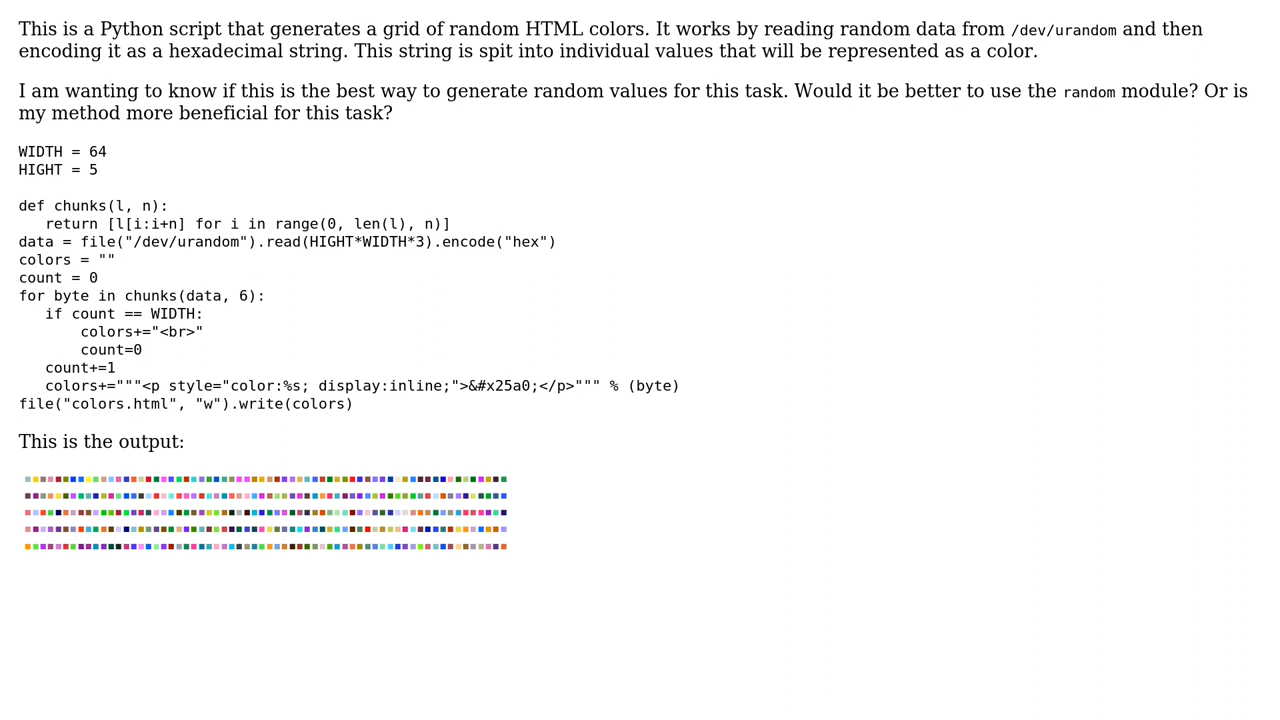 This is a Python script that generates a grid of random HTML colors. It works by reading random data from /dev/urandom and then
encoding it as a hexadecimal string. This string is spit into individual values that will be represented as a color.
I am wanting to know if this is the best way to generate random values for this task. Would it be better to use the random module? Or is
my method more beneficial for this task?
WIDTH = 64
HIGHT = 5
def chunks(l, n):
   return [l[i:i+n] for i in range(0, len(l), n)]
data = file("/dev/urandom").read(HIGHT*WIDTH*3).encode("hex")
colors = ""
count = 0
for byte in chunks(data, 6):
   if count == WIDTH:
       colors+="<br>"
       count=0
   count+=1
   colors+="""<p style="color:%s; display:inline;">&#x25a0;</p>""" % (byte)
file("colors.html", "w").write(colors)
This is the output: